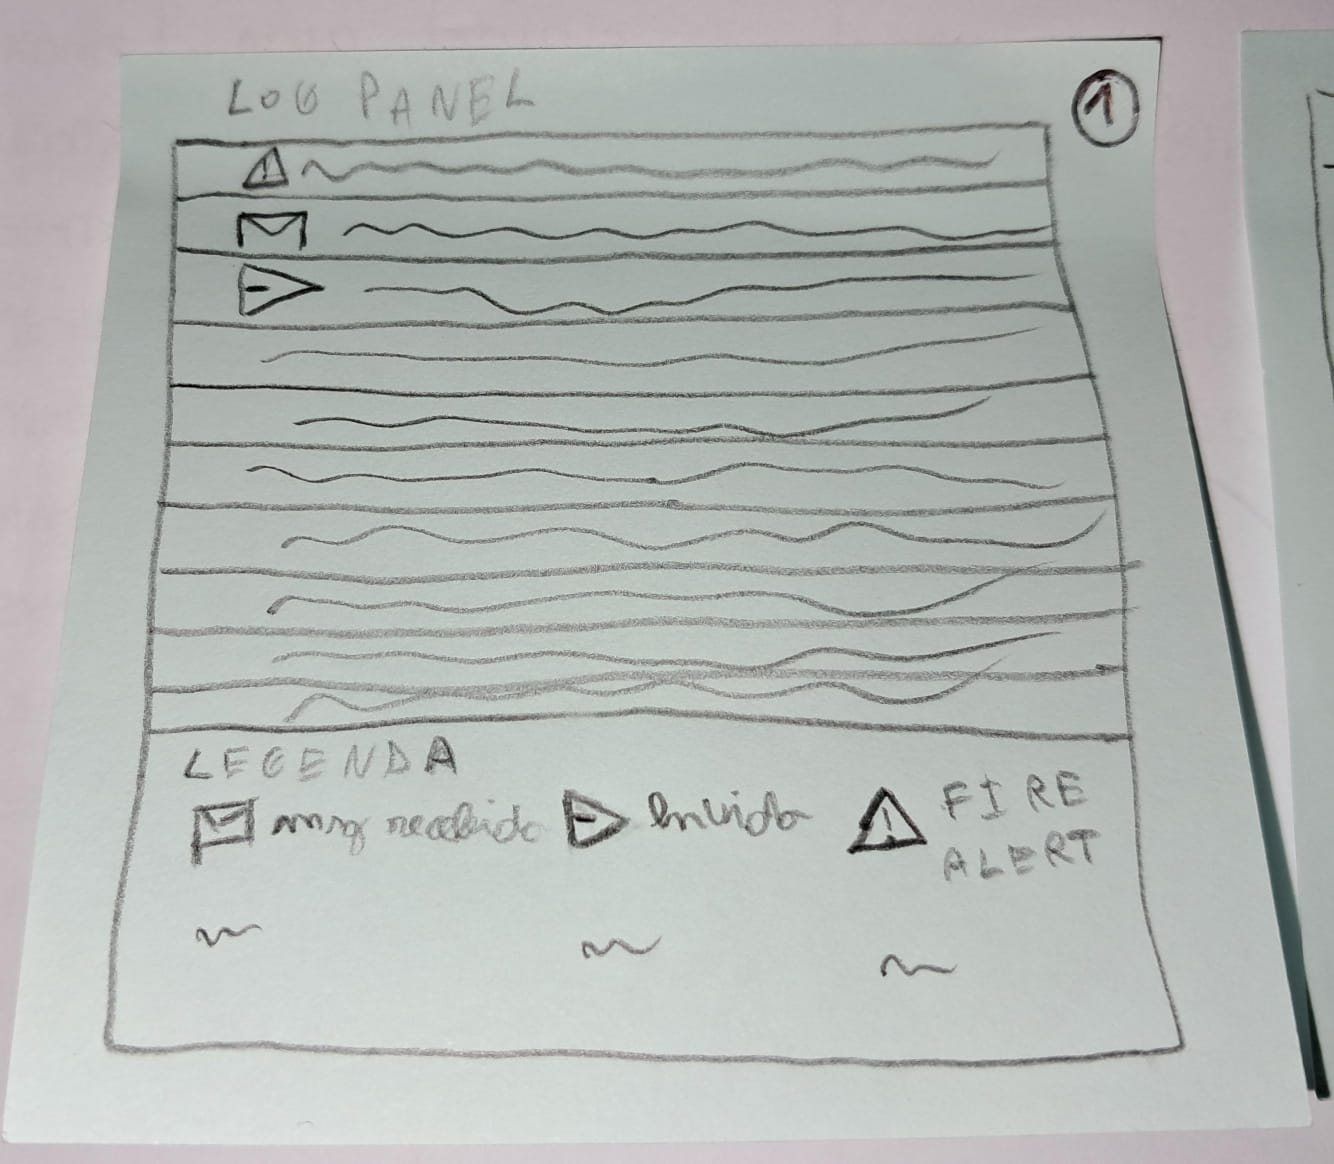 LOG PANEL
1
LEGENDA
msg recebido
Enviado
FIRE
ALERT